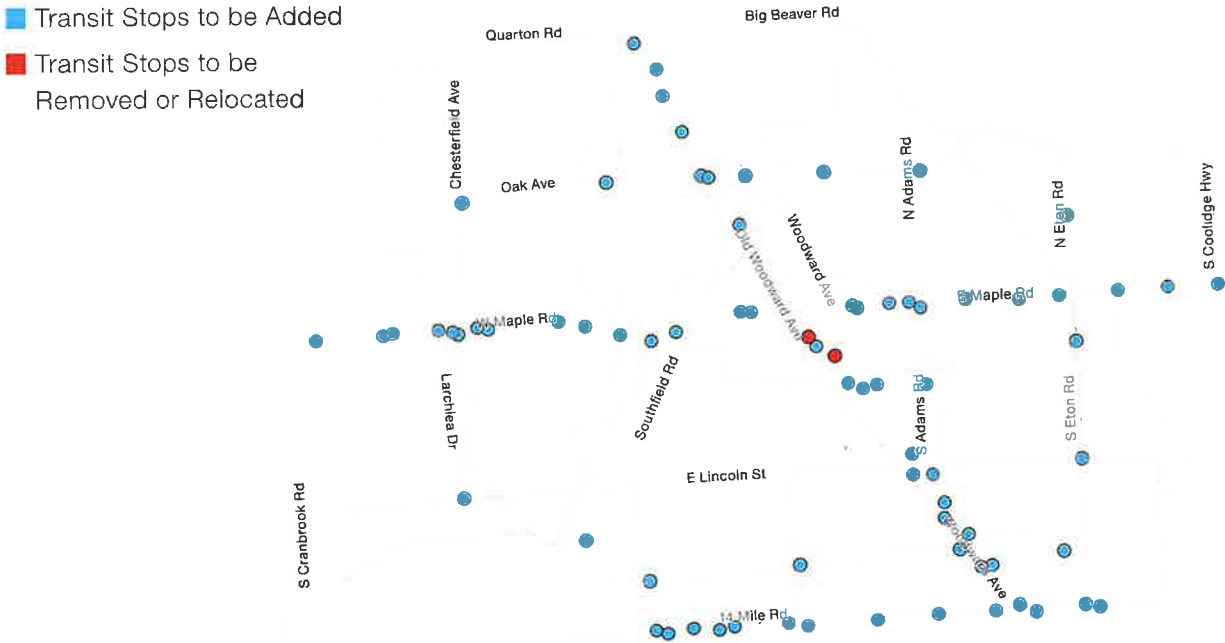 Transit Stops to be Added
Transit Stops to be
Removed or Relocated
Big Beaver Rd
Quarton Rd
Chesterfield Ave
Oak Ave
N Adams Rd
N Eton Rd
S Coolidge Hwy
Woodward Ave
Old Woodward Ave
E Maple Rd
W Maple Rd
Southfield Rd
Larchlea Dr
S Adams Rd
S Eton Rd
E Lincoln St
S Cranbrook Rd
Woodward Ave
14 Mile Rd